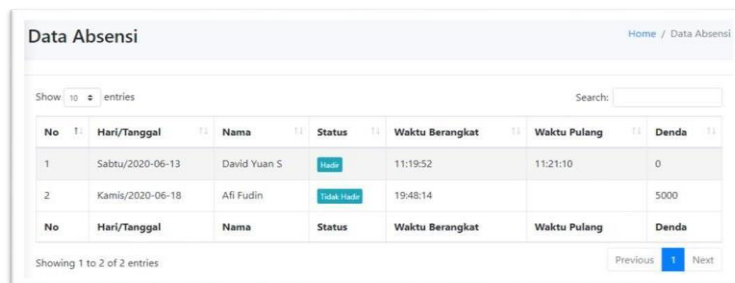 Data Absensi
Home / Data Absensi
Show 10 entries
Search:
No Hari/Tanggal Nama Status Waktu Berangkat Waktu Pulang Denda
1 Sabtu/2020-06-13 David Yuan S Hadir 11:19:52 11:21:10 0
2 Kamis/2020-06-18 Afi Fudin Tidak Hadir 19:48:14 5000
No Hari/Tanggal Nama Status Waktu Berangkat Waktu Pulang Denda
Showing 1 to 2 of 2 entries
Previous 1 Next